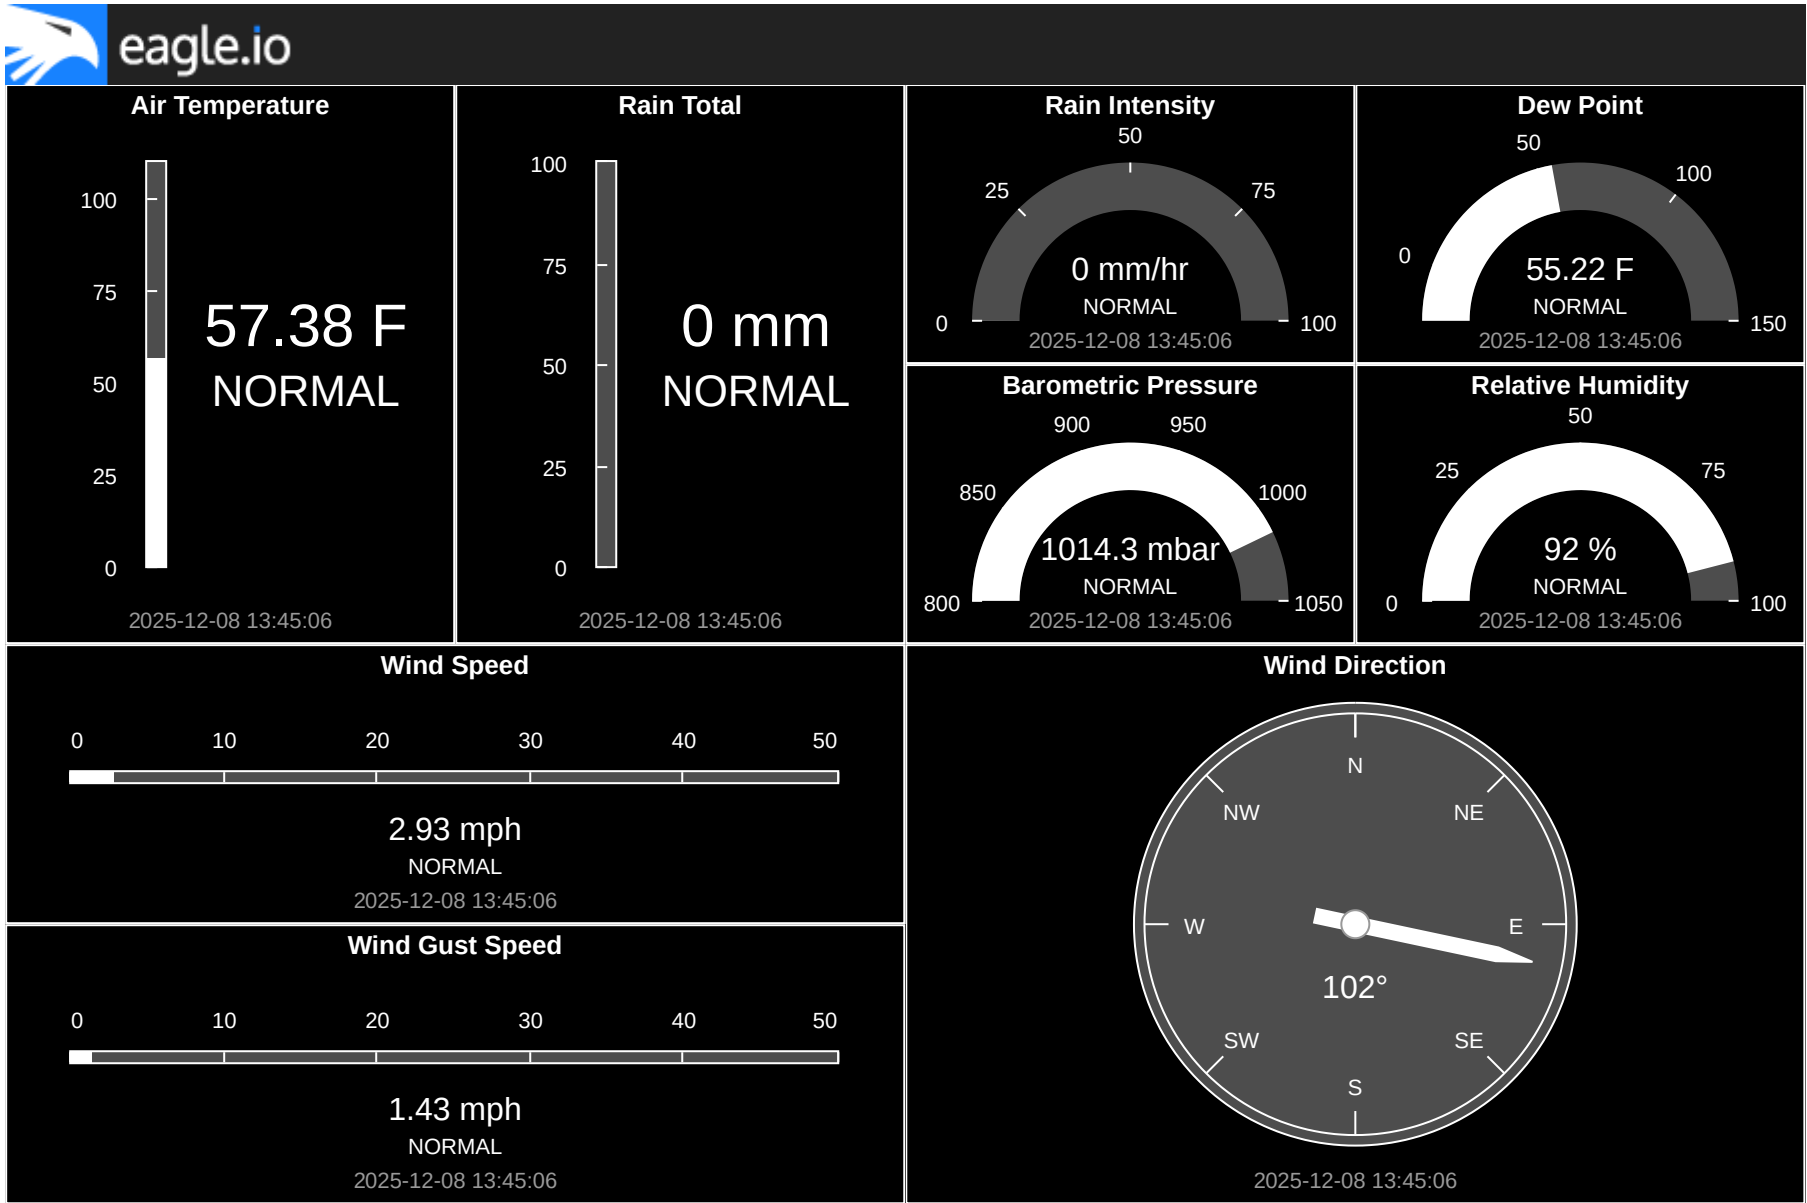 eagle.io
Air Temperature
100
75
50
25
0
57.38 F
NORMAL
2025-12-08 13:45:06
Rain Total
100
75
50
25
0
0 mm
NORMAL
2025-12-08 13:45:06
Rain Intensity
50
25
75
0
100
0 mm/hr
NORMAL
2025-12-08 13:45:06
Dew Point
50
100
0
150
55.22 F
NORMAL
2025-12-08 13:45:06
Barometric Pressure
900
950
850
1000
800
1050
1014.3 mbar
NORMAL
2025-12-08 13:45:06
Relative Humidity
50
25
75
0
100
92 %
NORMAL
2025-12-08 13:45:06
Wind Speed
0 10 20 30 40 50
2.93 mph
NORMAL
2025-12-08 13:45:06
Wind Gust Speed
0 10 20 30 40 50
1.43 mph
NORMAL
2025-12-08 13:45:06
Wind Direction
N
NW
NE
W
E
102°
SW
SE
S
2025-12-08 13:45:06